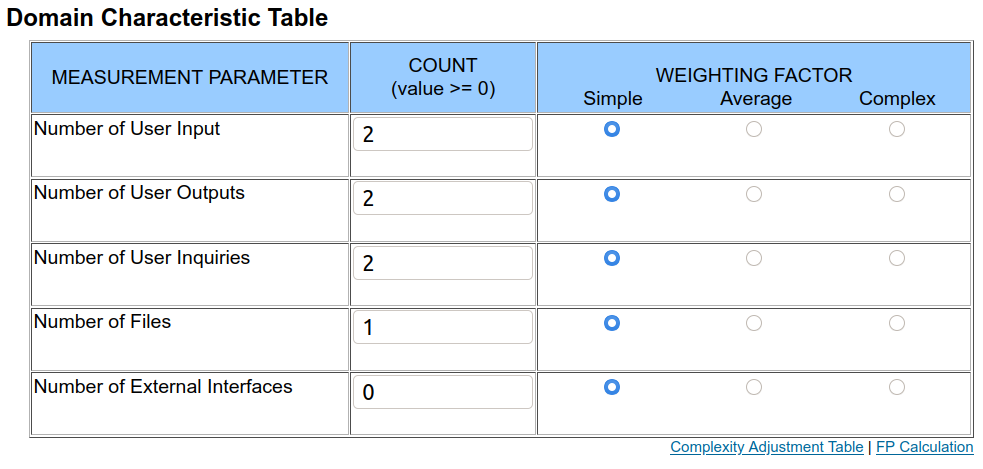 Domain Characteristic Table
MEASUREMENT PARAMETER
COUNT
(value >= 0)
WEIGHTING FACTOR
Simple Average Complex
Number of User Input 2
Number of User Outputs 2
Number of User Inquiries 2
Number of Files 1
Number of External Interfaces 0
Complexity Adjustment Table | FP Calculation